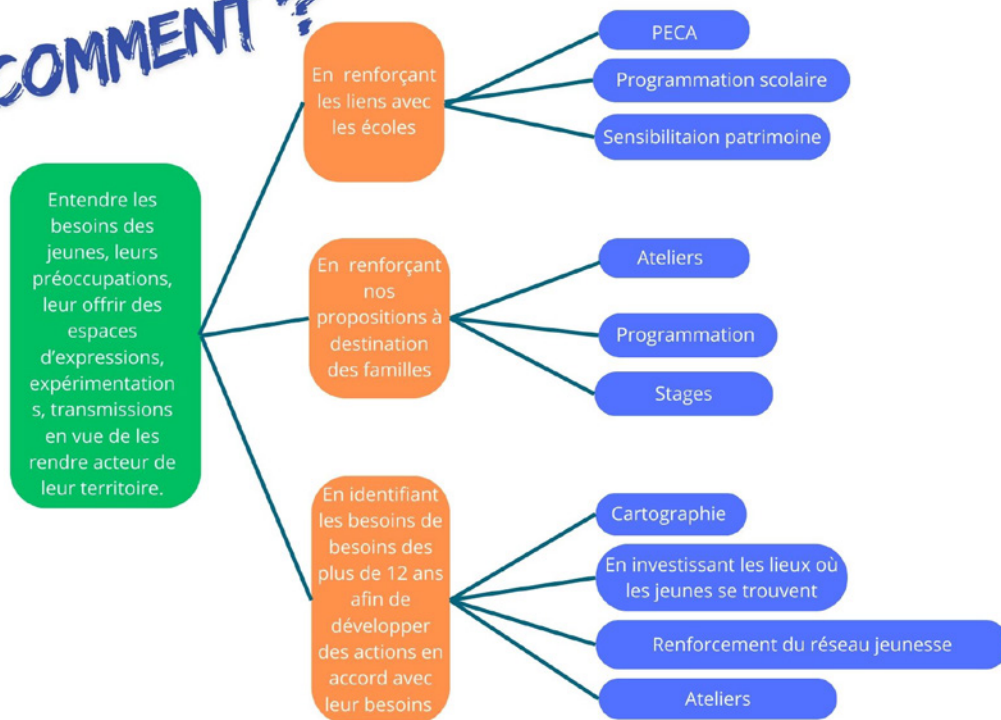 COMMENT ?
Entendre les
besoins des
jeunes, leurs
préoccupations,
leur offrir des
espaces
d'expressions,
expérimentation
s, transmissions
en vue de les
rendre acteur de
leur territoire.
En renforçant
les liens avec
les écoles
PECA
Programmation scolaire
Sensibilitaion patrimoine
En renforçant
nos
propositions à
destination
des familles
Ateliers
Programmation
Stages
En identifiant
les besoins de
besoins des
plus de 12 ans
afin de
développer
des actions en
accord avec
leur besoins
Cartographie
En investissant les lieux où
les jeunes se trouvent
Renforcement du réseau jeunesse
Ateliers